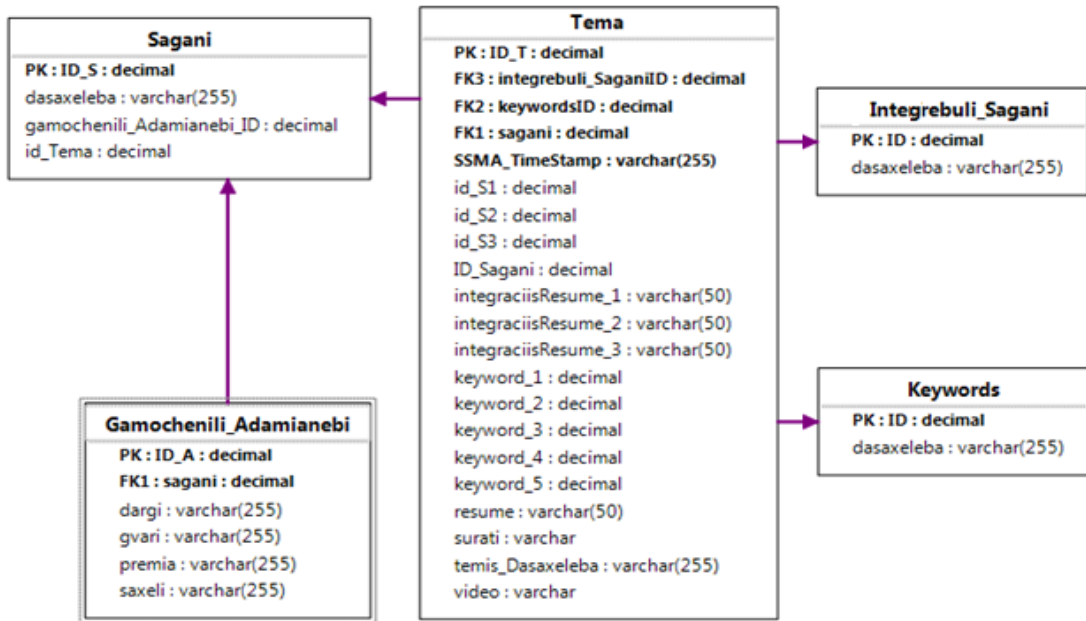 Sagani
PK : ID_S : decimal
dasaxeleba : varchar(255)
gamochenili_Adamianebi_ID : decimal
id_Tema : decimal
Tema
PK : ID_T : decimal
FK3 : integrebuli_SaganiID : decimal
FK2 : keywordsID : decimal
FK1 : sagani : decimal
SSMA_TimeStamp : varchar(255)
id_S1 : decimal
id_S2 : decimal
id_S3 : decimal
ID_Sagani : decimal
integraciisResume_1 : varchar(50)
integraciisResume_2 : varchar(50)
integraciisResume_3 : varchar(50)
keyword_1 : decimal
keyword_2 : decimal
keyword_3 : decimal
keyword_4 : decimal
keyword_5 : decimal
resume : varchar(50)
surati : varchar
temis_Dasaxeleba : varchar(255)
video : varchar
Integrebuli_Sagani
PK : ID : decimal
dasaxeleba : varchar(255)
Gamochenili_Adamianebi
PK : ID_A : decimal
FK1 : sagani : decimal
dargi : varchar(255)
gvari : varchar(255)
premia : varchar(255)
saxeli : varchar(255)
Keywords
PK : ID : decimal
dasaxeleba : varchar(255)